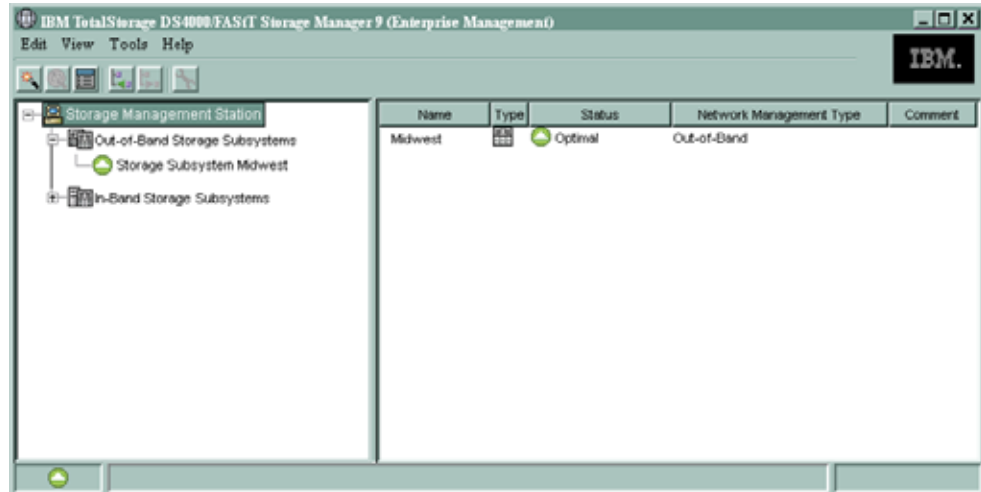 IBM TotalStorage DS4000/FAStT Storage Manager 9 (Enterprise Management)
Edit View Tools Help
IBM.
Storage Management Station
Out-of-Band Storage Subsystems
Storage Subsystem Midwest
In-Band Storage Subsystems
Name Type Status Network Management Type Comment
Midwest Optimal Out-of-Band